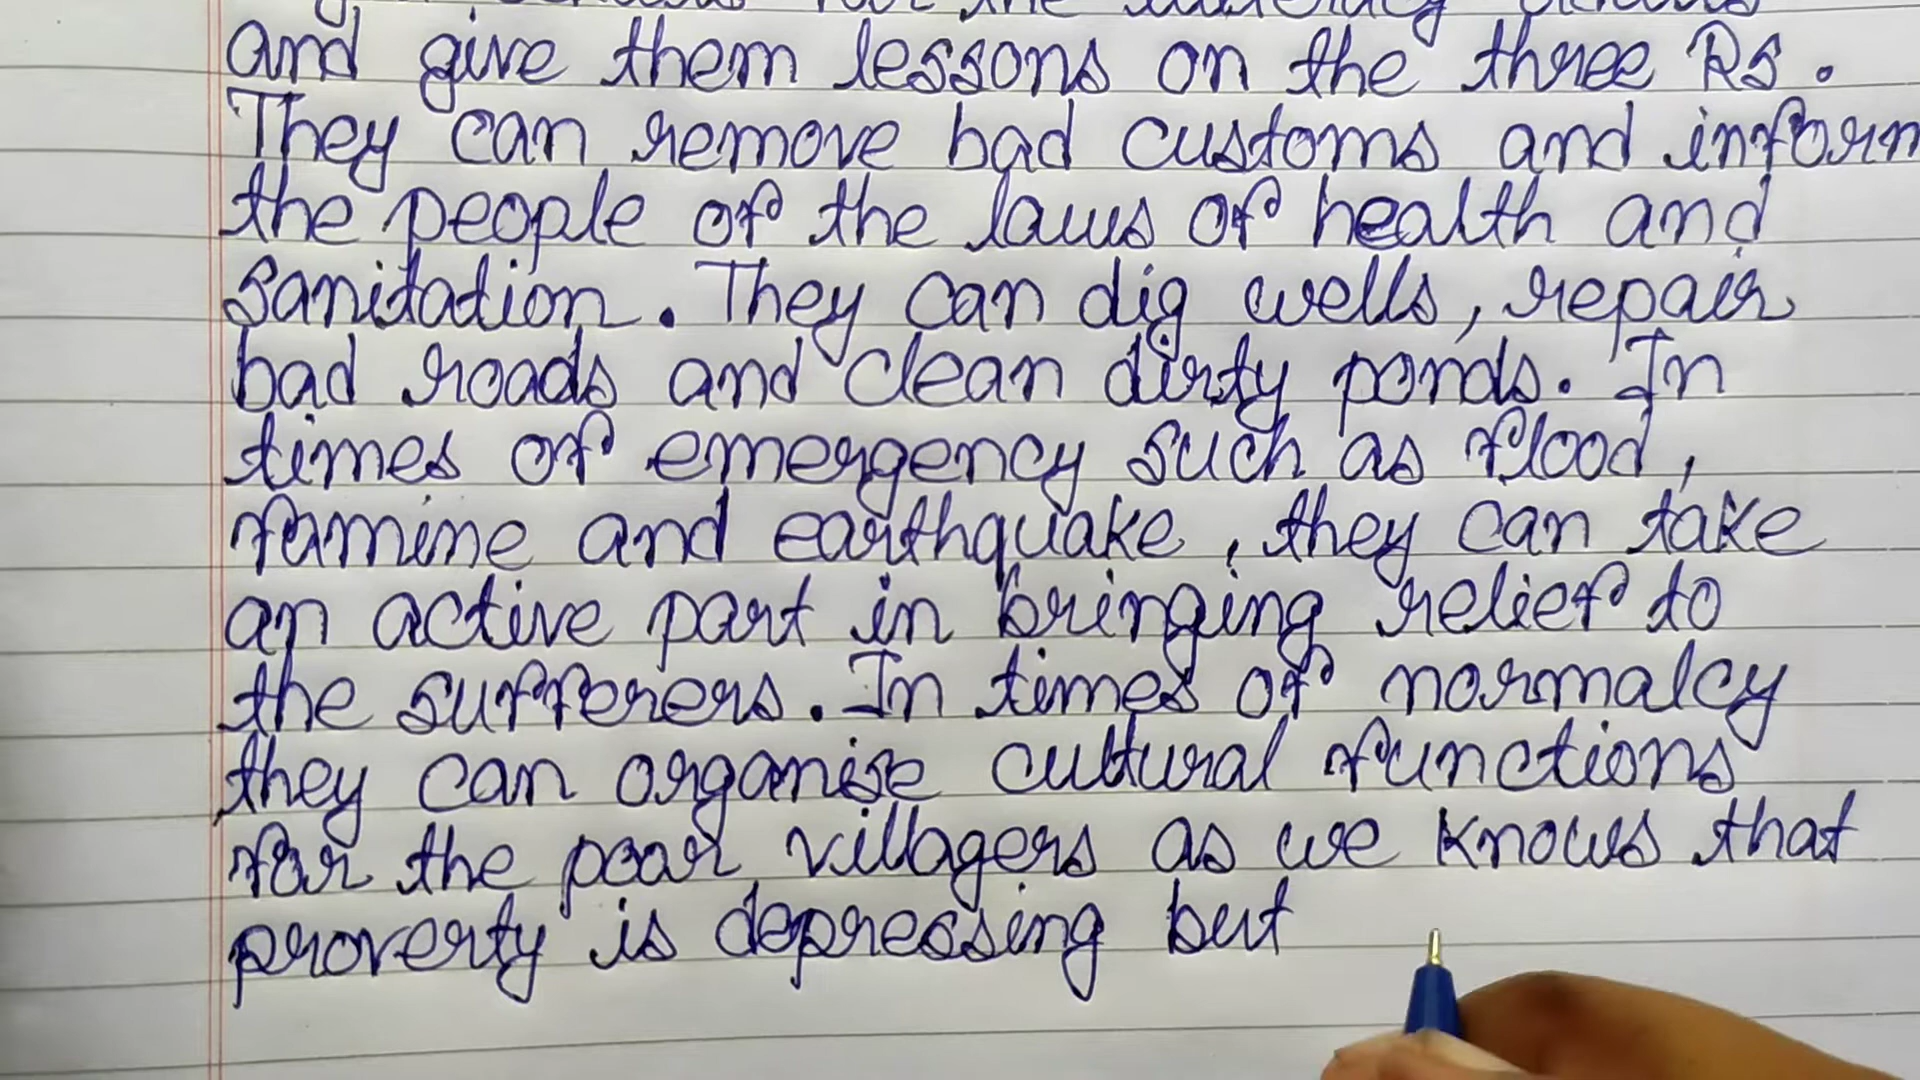 for the
and give them lessons on the three Rs.
They can remove bad customs and inform
the people of the laws of health and
sanitation. They can dig wells, repair
bad roads and clean dirty ponds. In
times of emergency such as flood,
famine and earthquake, they can take
an active part in bringing relief to
the sufferers. In times of normalcy
they can organise cultural functions
for the poor villagers as we knows that
proverty is depressing but